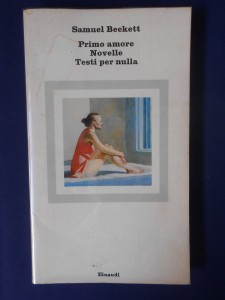 Samuel Beckett
Primo amore
Novelle
Testi per nulla
Einaudi